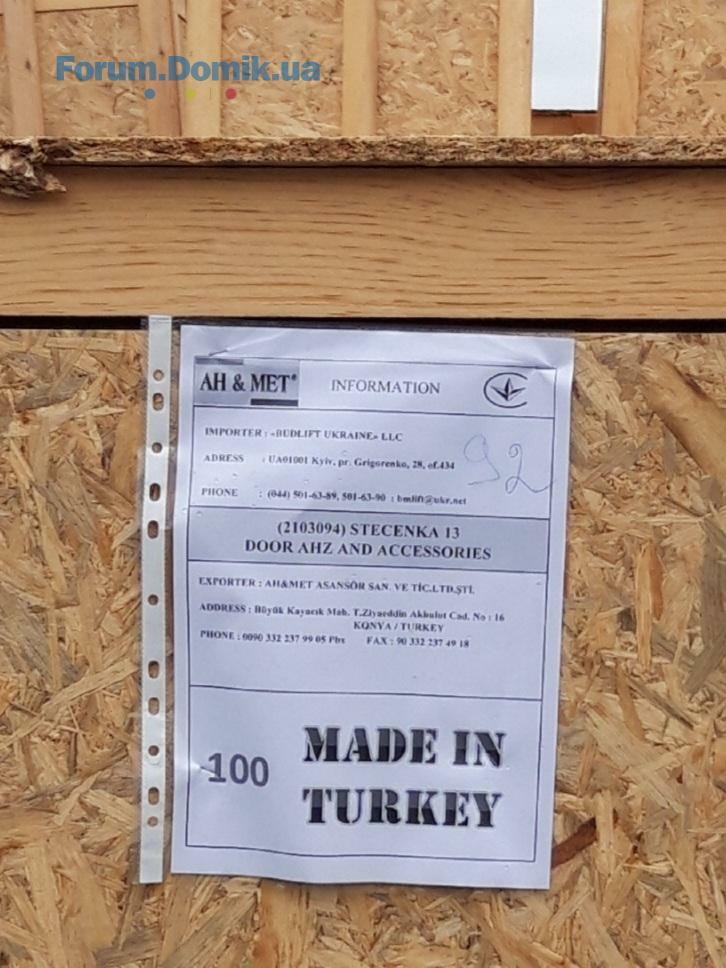 Forum.Domik.ua
AH & MET® INFORMATION
IMPORTER : «BUDLIFT UKRAINE» LLC
ADRESS : UA01001 Kyiv, pr. Grigorenko, 28, of.434
92
PHONE : (044) 501-63-89, 501-63-90 : bmlift@ukr.net
(2103094) STECENKA 13
DOOR AHZ AND ACCESSORIES
EXPORTER : AH&MET ASANSÖR SAN. VE TİC.LTD.ŞTİ.
ADDRESS : Büyük Kayacık Mah. T.Ziyaeddin Akbulut Cad. No : 16
KONYA / TURKEY
PHONE : 0090 332 237 99 05 Pbx FAX : 90 332 237 49 18
100
MADE IN
TURKEY